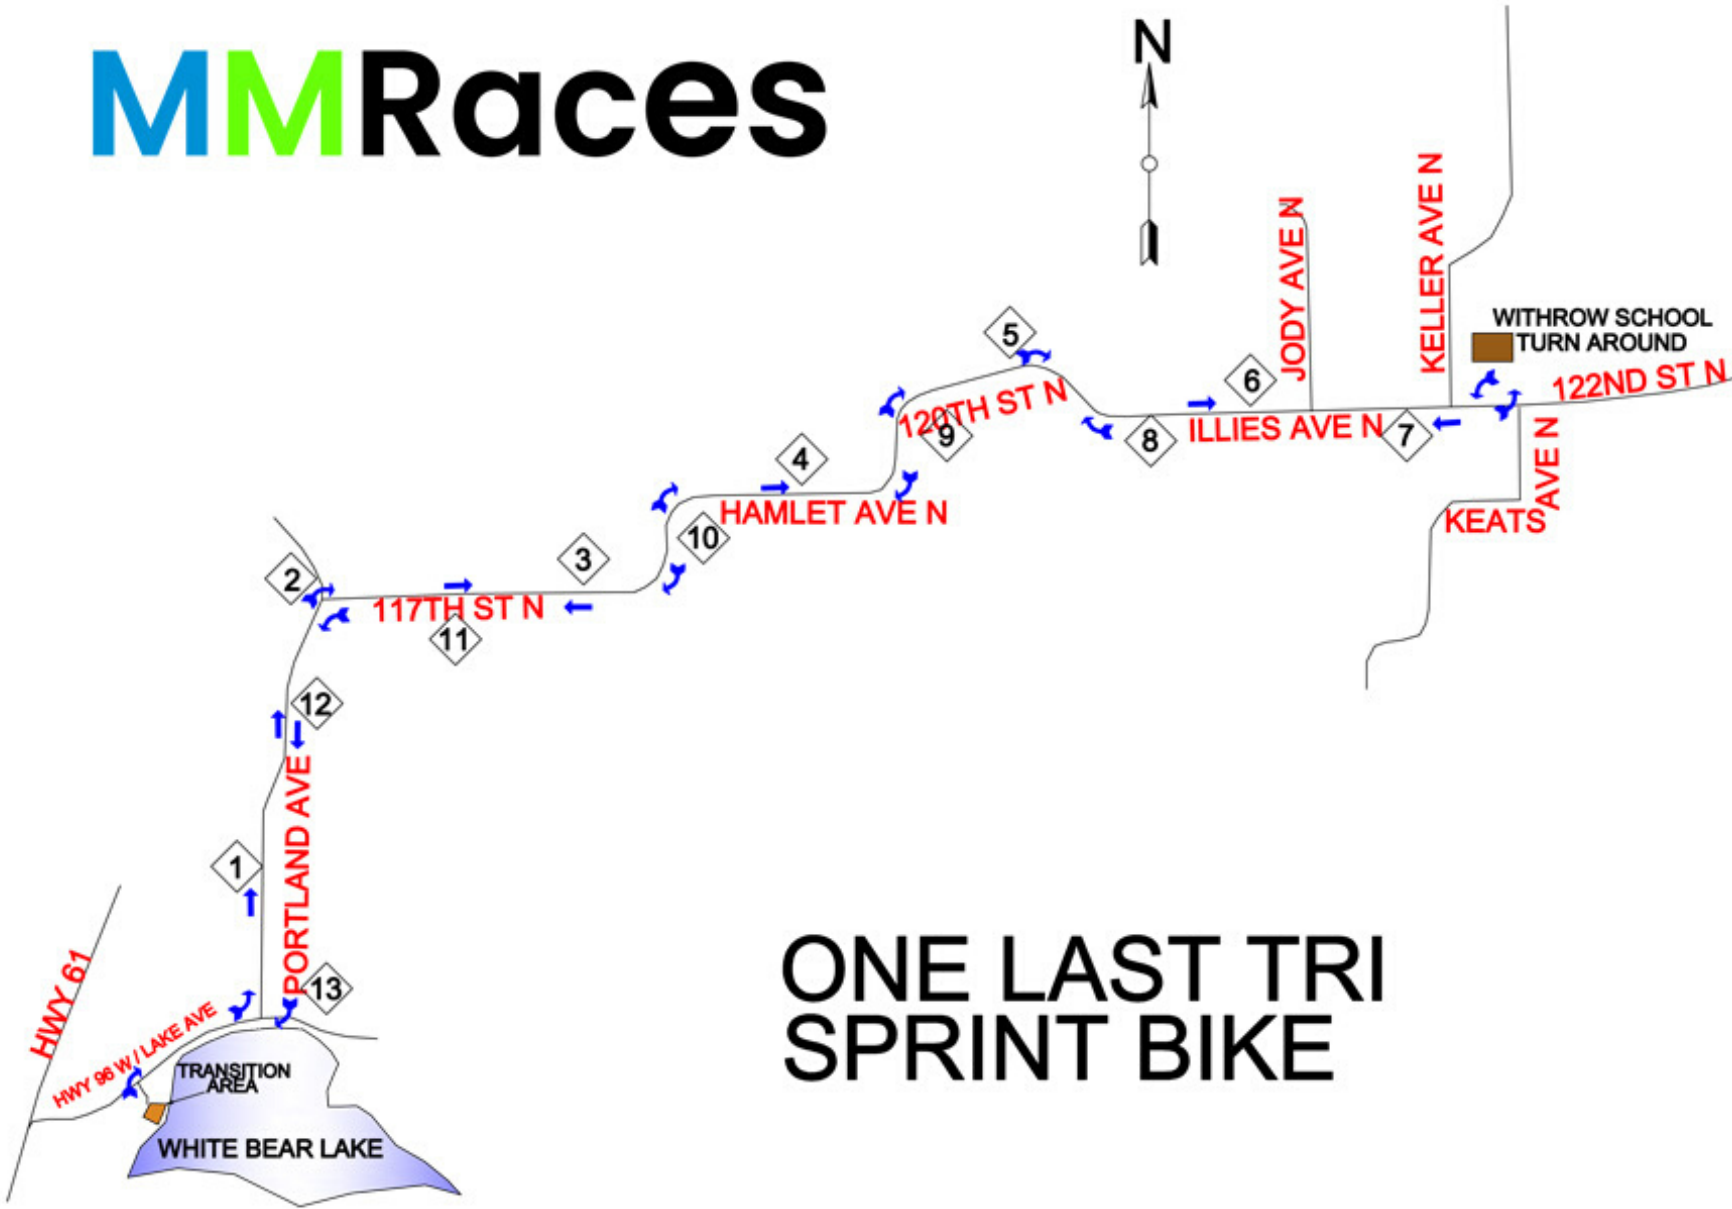 MMRaces
N
JODY AVE N
KELLER AVE N
WITHROW SCHOOL
TURN AROUND
122ND ST N
5
6
120TH ST N
9
8
ILLIES AVE N
7
KEATS
AVE N
4
HAMLET AVE N
10
3
2
117TH ST N
11
12
PORTLAND AVE
1
13
HWY 61
HWY 96 W / LAKE AVE
TRANSITION
AREA
WHITE BEAR LAKE
ONE LAST TRI
SPRINT BIKE